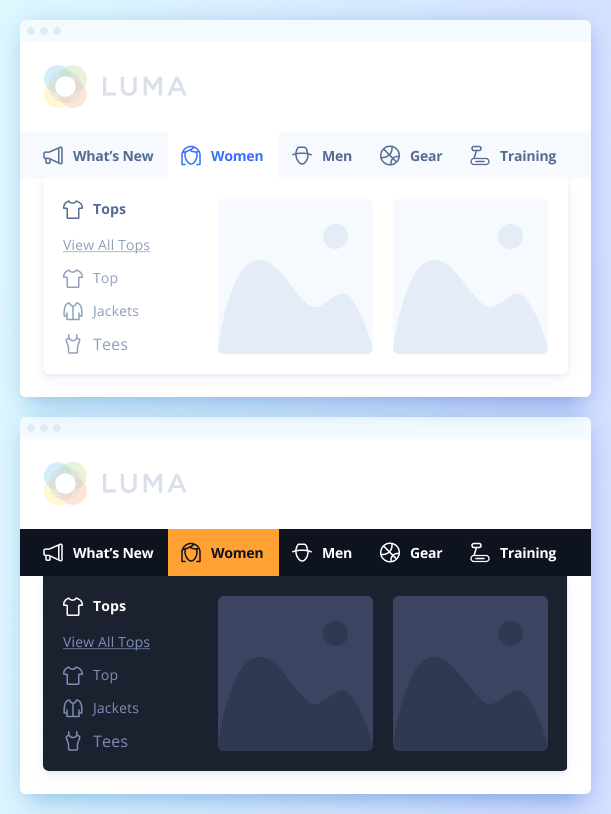 LUMA
What's New Women Men Gear Training
Tops
View All Tops
Top
Jackets
Tees
LUMA
What's New Women Men Gear Training
Tops
View All Tops
Top
Jackets
Tees